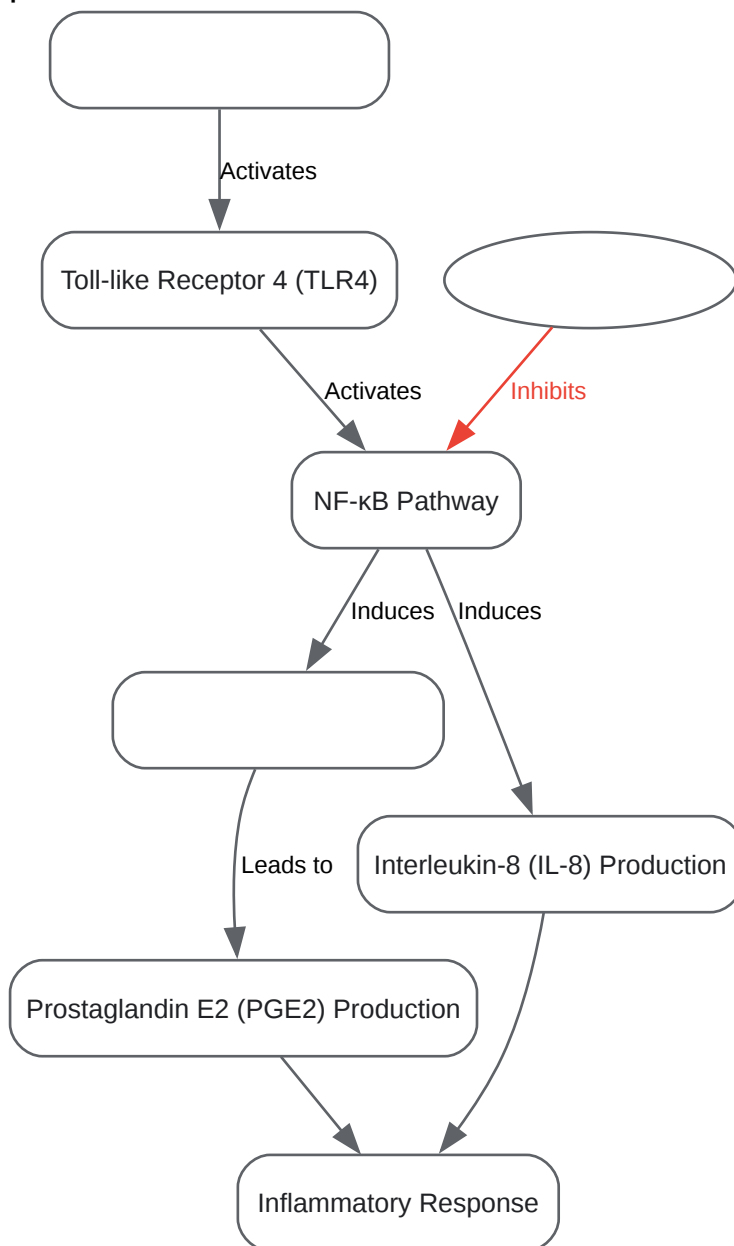 Activates
Toll-like Receptor 4 (TLR4)
Activates
Inhibits
NF-κB Pathway
Induces
Induces
Leads to
Interleukin-8 (IL-8) Production
Prostaglandin E2 (PGE2) Production
Inflammatory Response